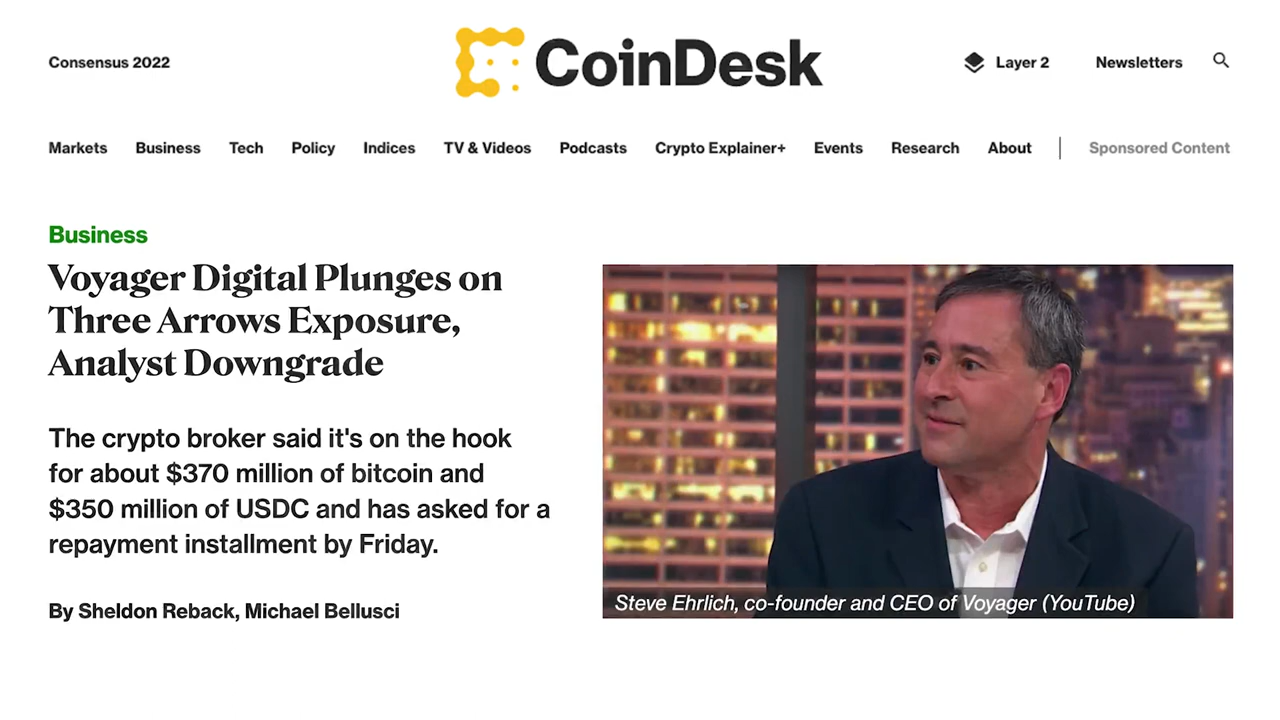 Consensus 2022
CoinDesk
Layer 2
Newsletters
Markets
Business
Tech
Policy
Indices
TV & Videos
Podcasts
Crypto Explainer+
Events
Research
About
Sponsored Content
Business
Voyager Digital Plunges on
Three Arrows Exposure,
Analyst Downgrade
The crypto broker said it's on the hook
for about $370 million of bitcoin and
$350 million of USDC and has asked for a
repayment installment by Friday.
By Sheldon Reback, Michael Bellusci
Steve Ehrlich, co-founder and CEO of Voyager (YouTube)